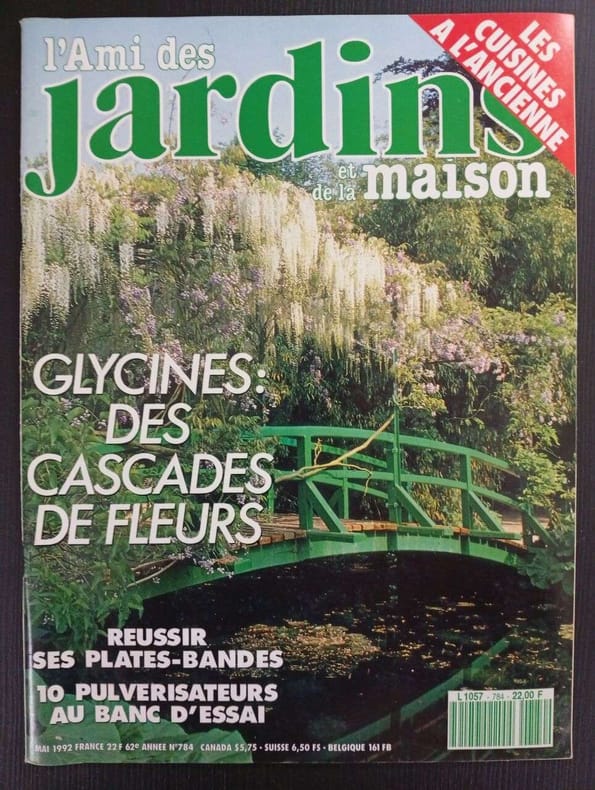 l'Ami des
jardins
et de la maison
LES
CUISINES
A L'ANCIENNE
GLYCINES:
DES
CASCADES
DE FLEURS
REUSSIR
SES PLATES-BANDES
10 PULVERISATEURS
AU BANC D'ESSAI
L 1057 - 784 - 22,00 F
MAI 1992 FRANCE 22 F 62e ANNEE N°784 CANADA $5,75 · SUISSE 6,50 FS · BELGIQUE 161 FB